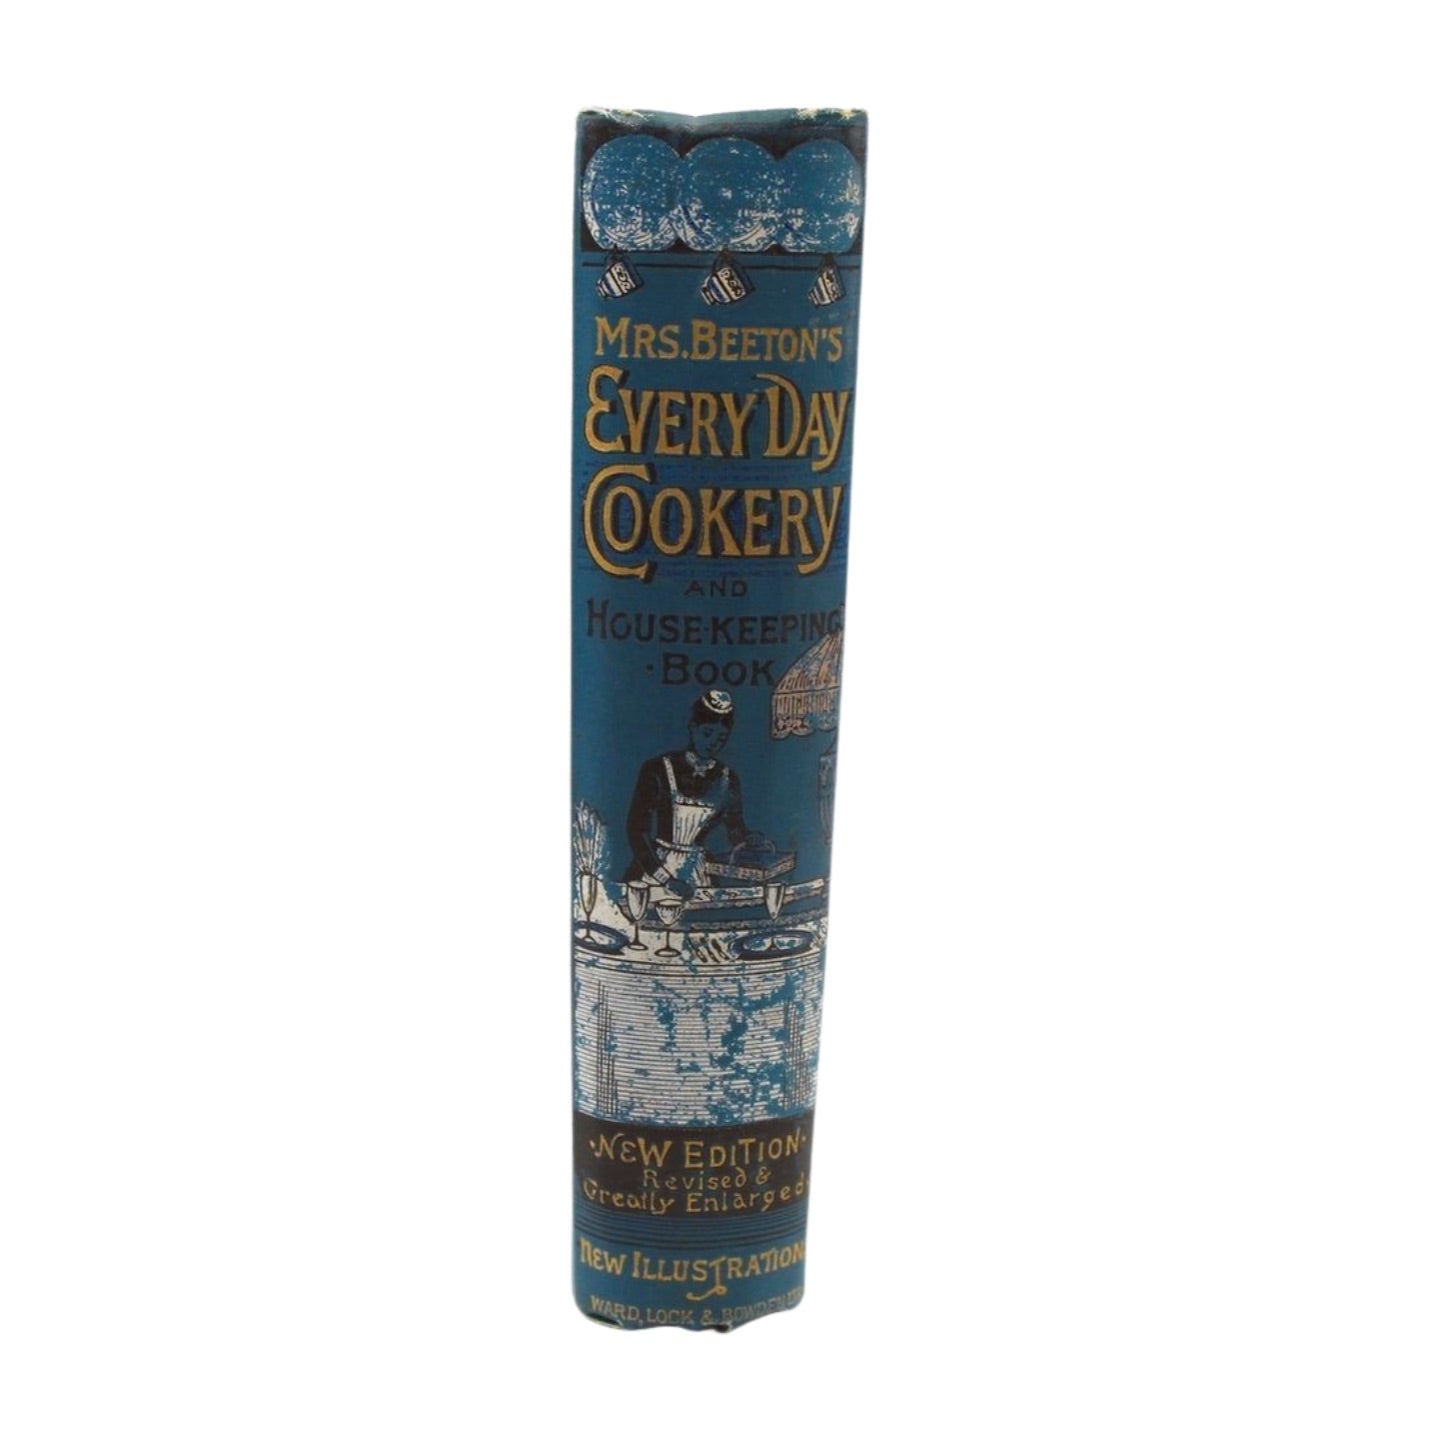 MRS. BEETON'S
EVERY DAY
COOKERY
AND
HOUSE-KEEPING
·BOOK
·NEW EDITION·
Revised &
Greatly Enlarged.
NEW ILLUSTRATION
WARD, LOCK & BOWDEN LTD